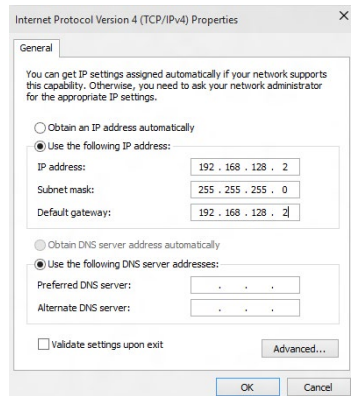 Internet Protocol Version 4 (TCP/IPv4) Properties
General
You can get IP settings assigned automatically if your network supports
this capability. Otherwise, you need to ask your network administrator
for the appropriate IP settings.
Obtain an IP address automatically
Use the following IP address:
IP address: 192 . 168 . 128 . 2
Subnet mask: 255 . 255 . 255 . 0
Default gateway: 192 . 168 . 128 . 2
Obtain DNS server address automatically
Use the following DNS server addresses:
Preferred DNS server: . . .
Alternate DNS server: . . .
Validate settings upon exit
Advanced...
OK Cancel